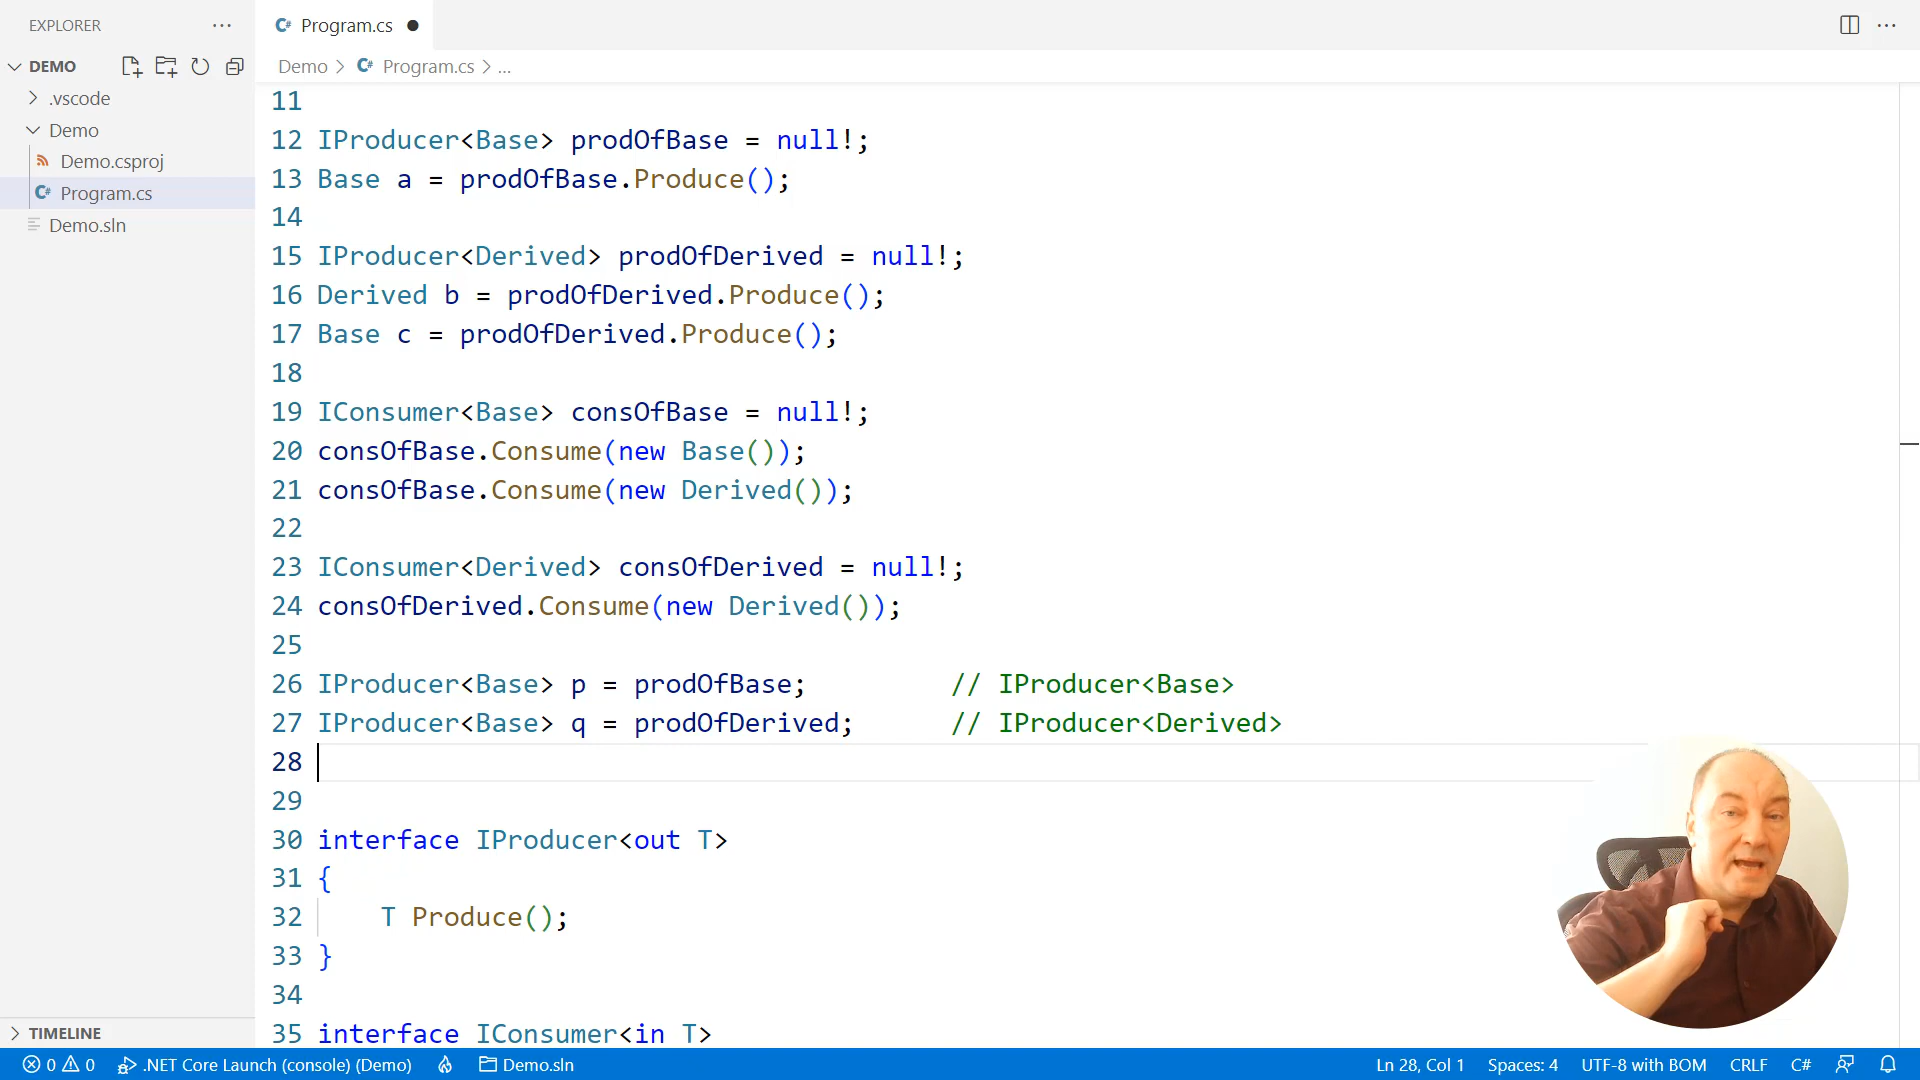 EXPLORER
DEMO
.vscode
Demo
Demo.csproj
C# Program.cs
Demo.sln
TIMELINE
C# Program.cs
Demo > C# Program.cs > ...
11
12 IProducer<Base> prodOfBase = null!;
13 Base a = prodOfBase.Produce();
14
15 IProducer<Derived> prodOfDerived = null!;
16 Derived b = prodOfDerived.Produce();
17 Base c = prodOfDerived.Produce();
18
19 IConsumer<Base> consOfBase = null!;
20 consOfBase.Consume(new Base());
21 consOfBase.Consume(new Derived());
22
23 IConsumer<Derived> consOfDerived = null!;
24 consOfDerived.Consume(new Derived());
25
26 IProducer<Base> p = prodOfBase;         // IProducer<Base>
27 IProducer<Base> q = prodOfDerived;      // IProducer<Derived>
28
29
30 interface IProducer<out T>
31 {
32     T Produce();
33 }
34
35 interface IConsumer<in T>
0 0 .NET Core Launch (console) (Demo) Demo.sln Ln 28, Col 1 Spaces: 4 UTF-8 with BOM CRLF C#